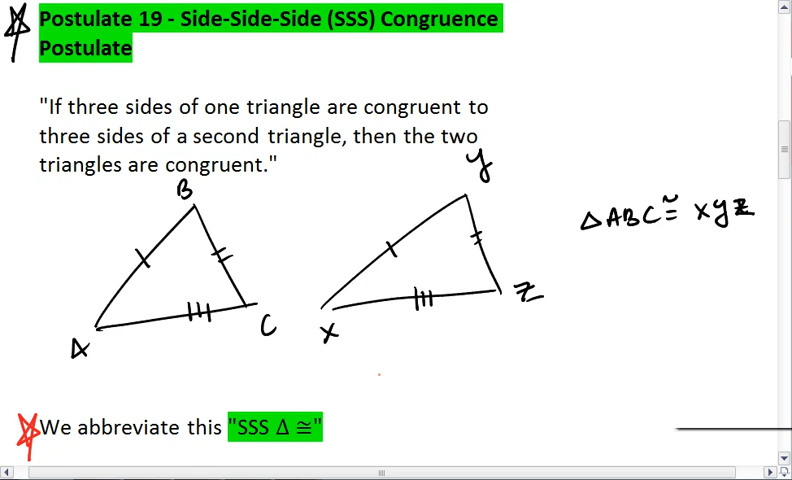 Postulate 19 - Side-Side-Side (SSS) Congruence
Postulate
"If three sides of one triangle are congruent to
three sides of a second triangle, then the two
triangles are congruent."
B
Y
Δ ABC ≅ XYZ
A
C
X
Z
We abbreviate this "SSS Δ ≅"